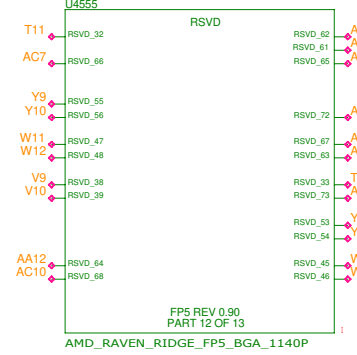 U4555
RSVD
T11 RSVD_32 RSVD_62
RSVD_61
AC7 RSVD_66 RSVD_65
Y9 RSVD_55
Y10 RSVD_56 RSVD_72
W11 RSVD_47 RSVD_67
W12 RSVD_48 RSVD_63
V9 RSVD_38 RSVD_33
V10 RSVD_39 RSVD_73
RSVD_53
RSVD_54
AA12 RSVD_64 RSVD_45
AC10 RSVD_68 RSVD_46
FP5 REV 0.90
PART 12 OF 13
AMD_RAVEN_RIDGE_FP5_BGA_1140P